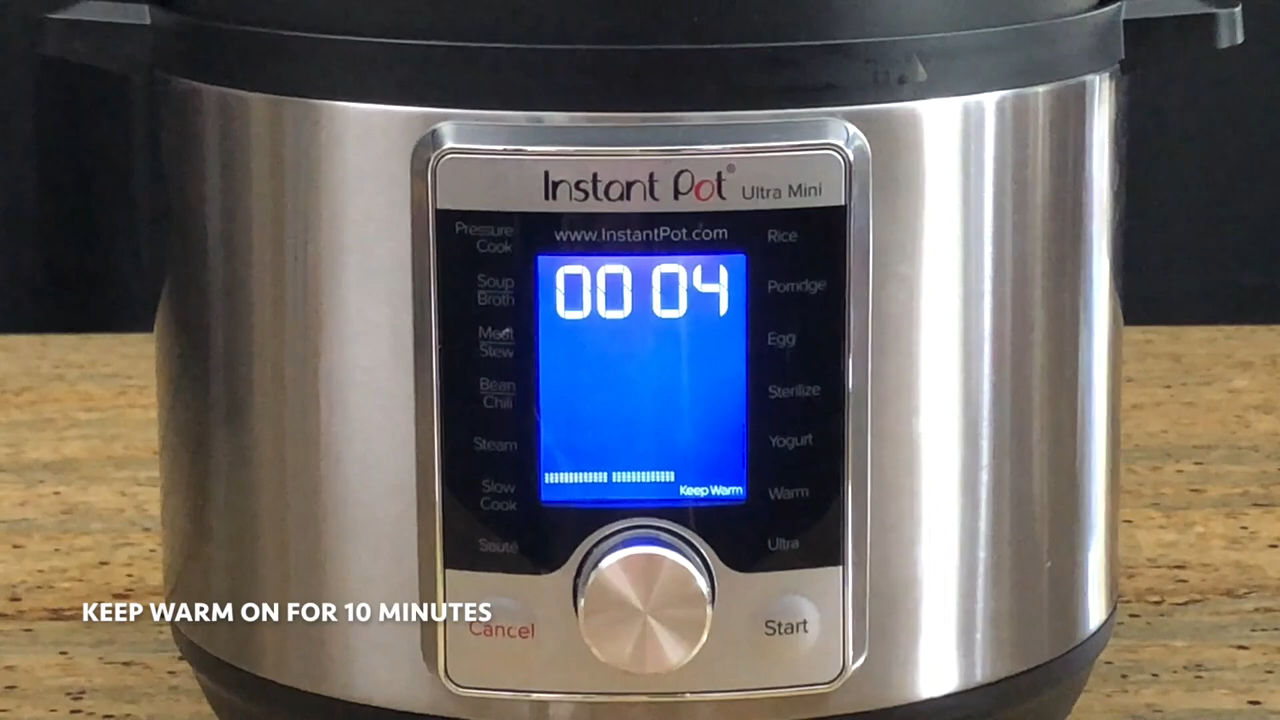 Instant Pot® Ultra Mini
www.InstantPot.com
Pressure
Cook
Soup
Broth
Meat
Stew
Bean
Chili
Steam
Slow
Cook
Sauté
00 04
Keep Warm
Rice
Porridge
Egg
Sterilize
Yogurt
Warm
Ultra
Cancel
Start
KEEP WARM ON FOR 10 MINUTES